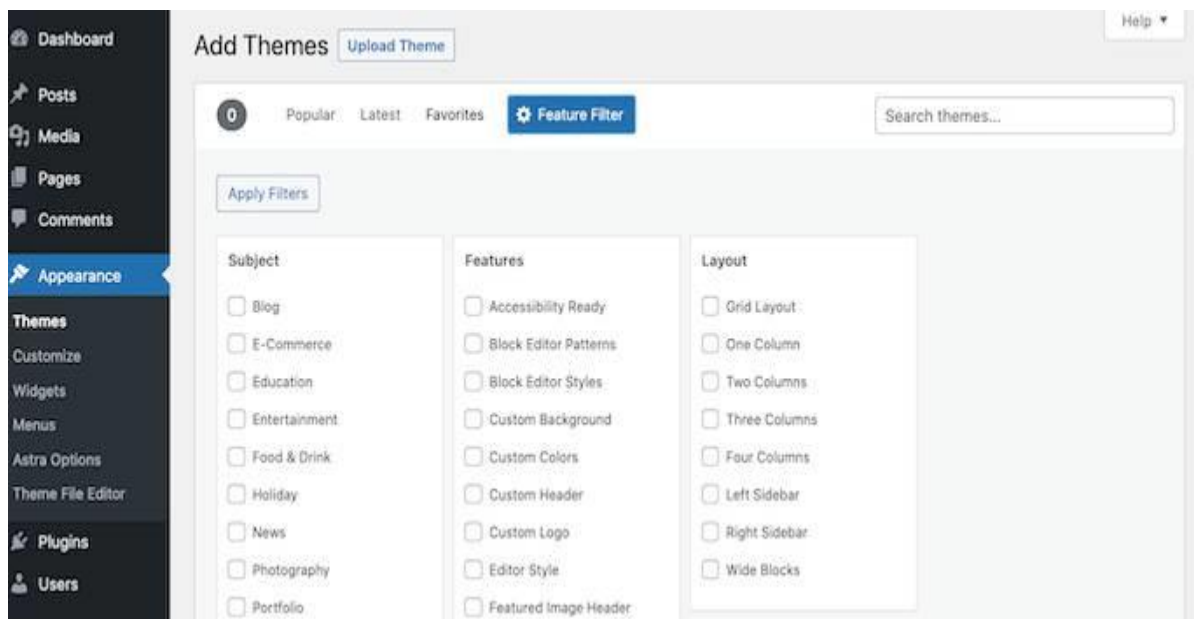 Dashboard
Posts
Media
Pages
Comments
Appearance
Themes
Customize
Widgets
Menus
Astra Options
Theme File Editor
Plugins
Users
Help
Add Themes Upload Theme
0 Popular Latest Favorites Feature Filter Search themes...
Apply Filters
Subject
Blog
E-Commerce
Education
Entertainment
Food & Drink
Holiday
News
Photography
Portfolio
Features
Accessibility Ready
Block Editor Patterns
Block Editor Styles
Custom Background
Custom Colors
Custom Header
Custom Logo
Editor Style
Featured Image Header
Layout
Grid Layout
One Column
Two Columns
Three Columns
Four Columns
Left Sidebar
Right Sidebar
Wide Blocks